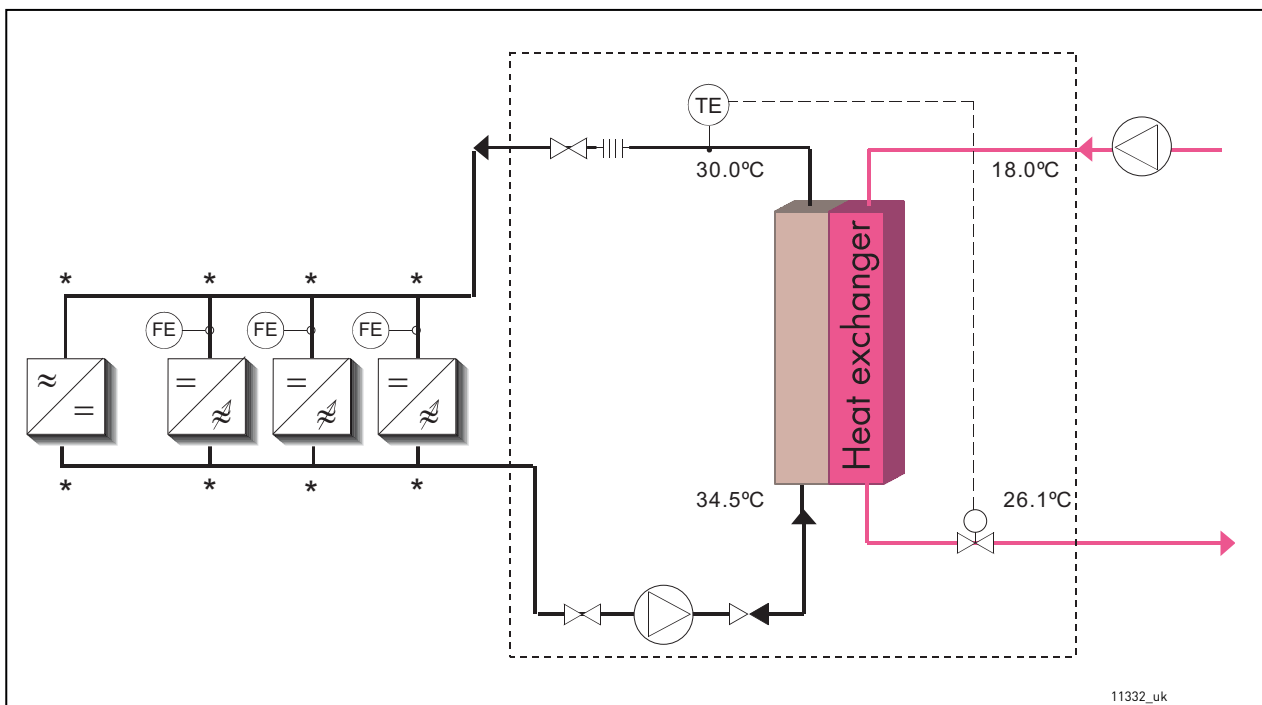 TE
30.0ºC
18.0ºC
* * * *
FE FE FE
≈ = = =
= ≈ ≈ ≈
Heat exchanger
* * * *
34.5ºC
26.1ºC
11332_uk